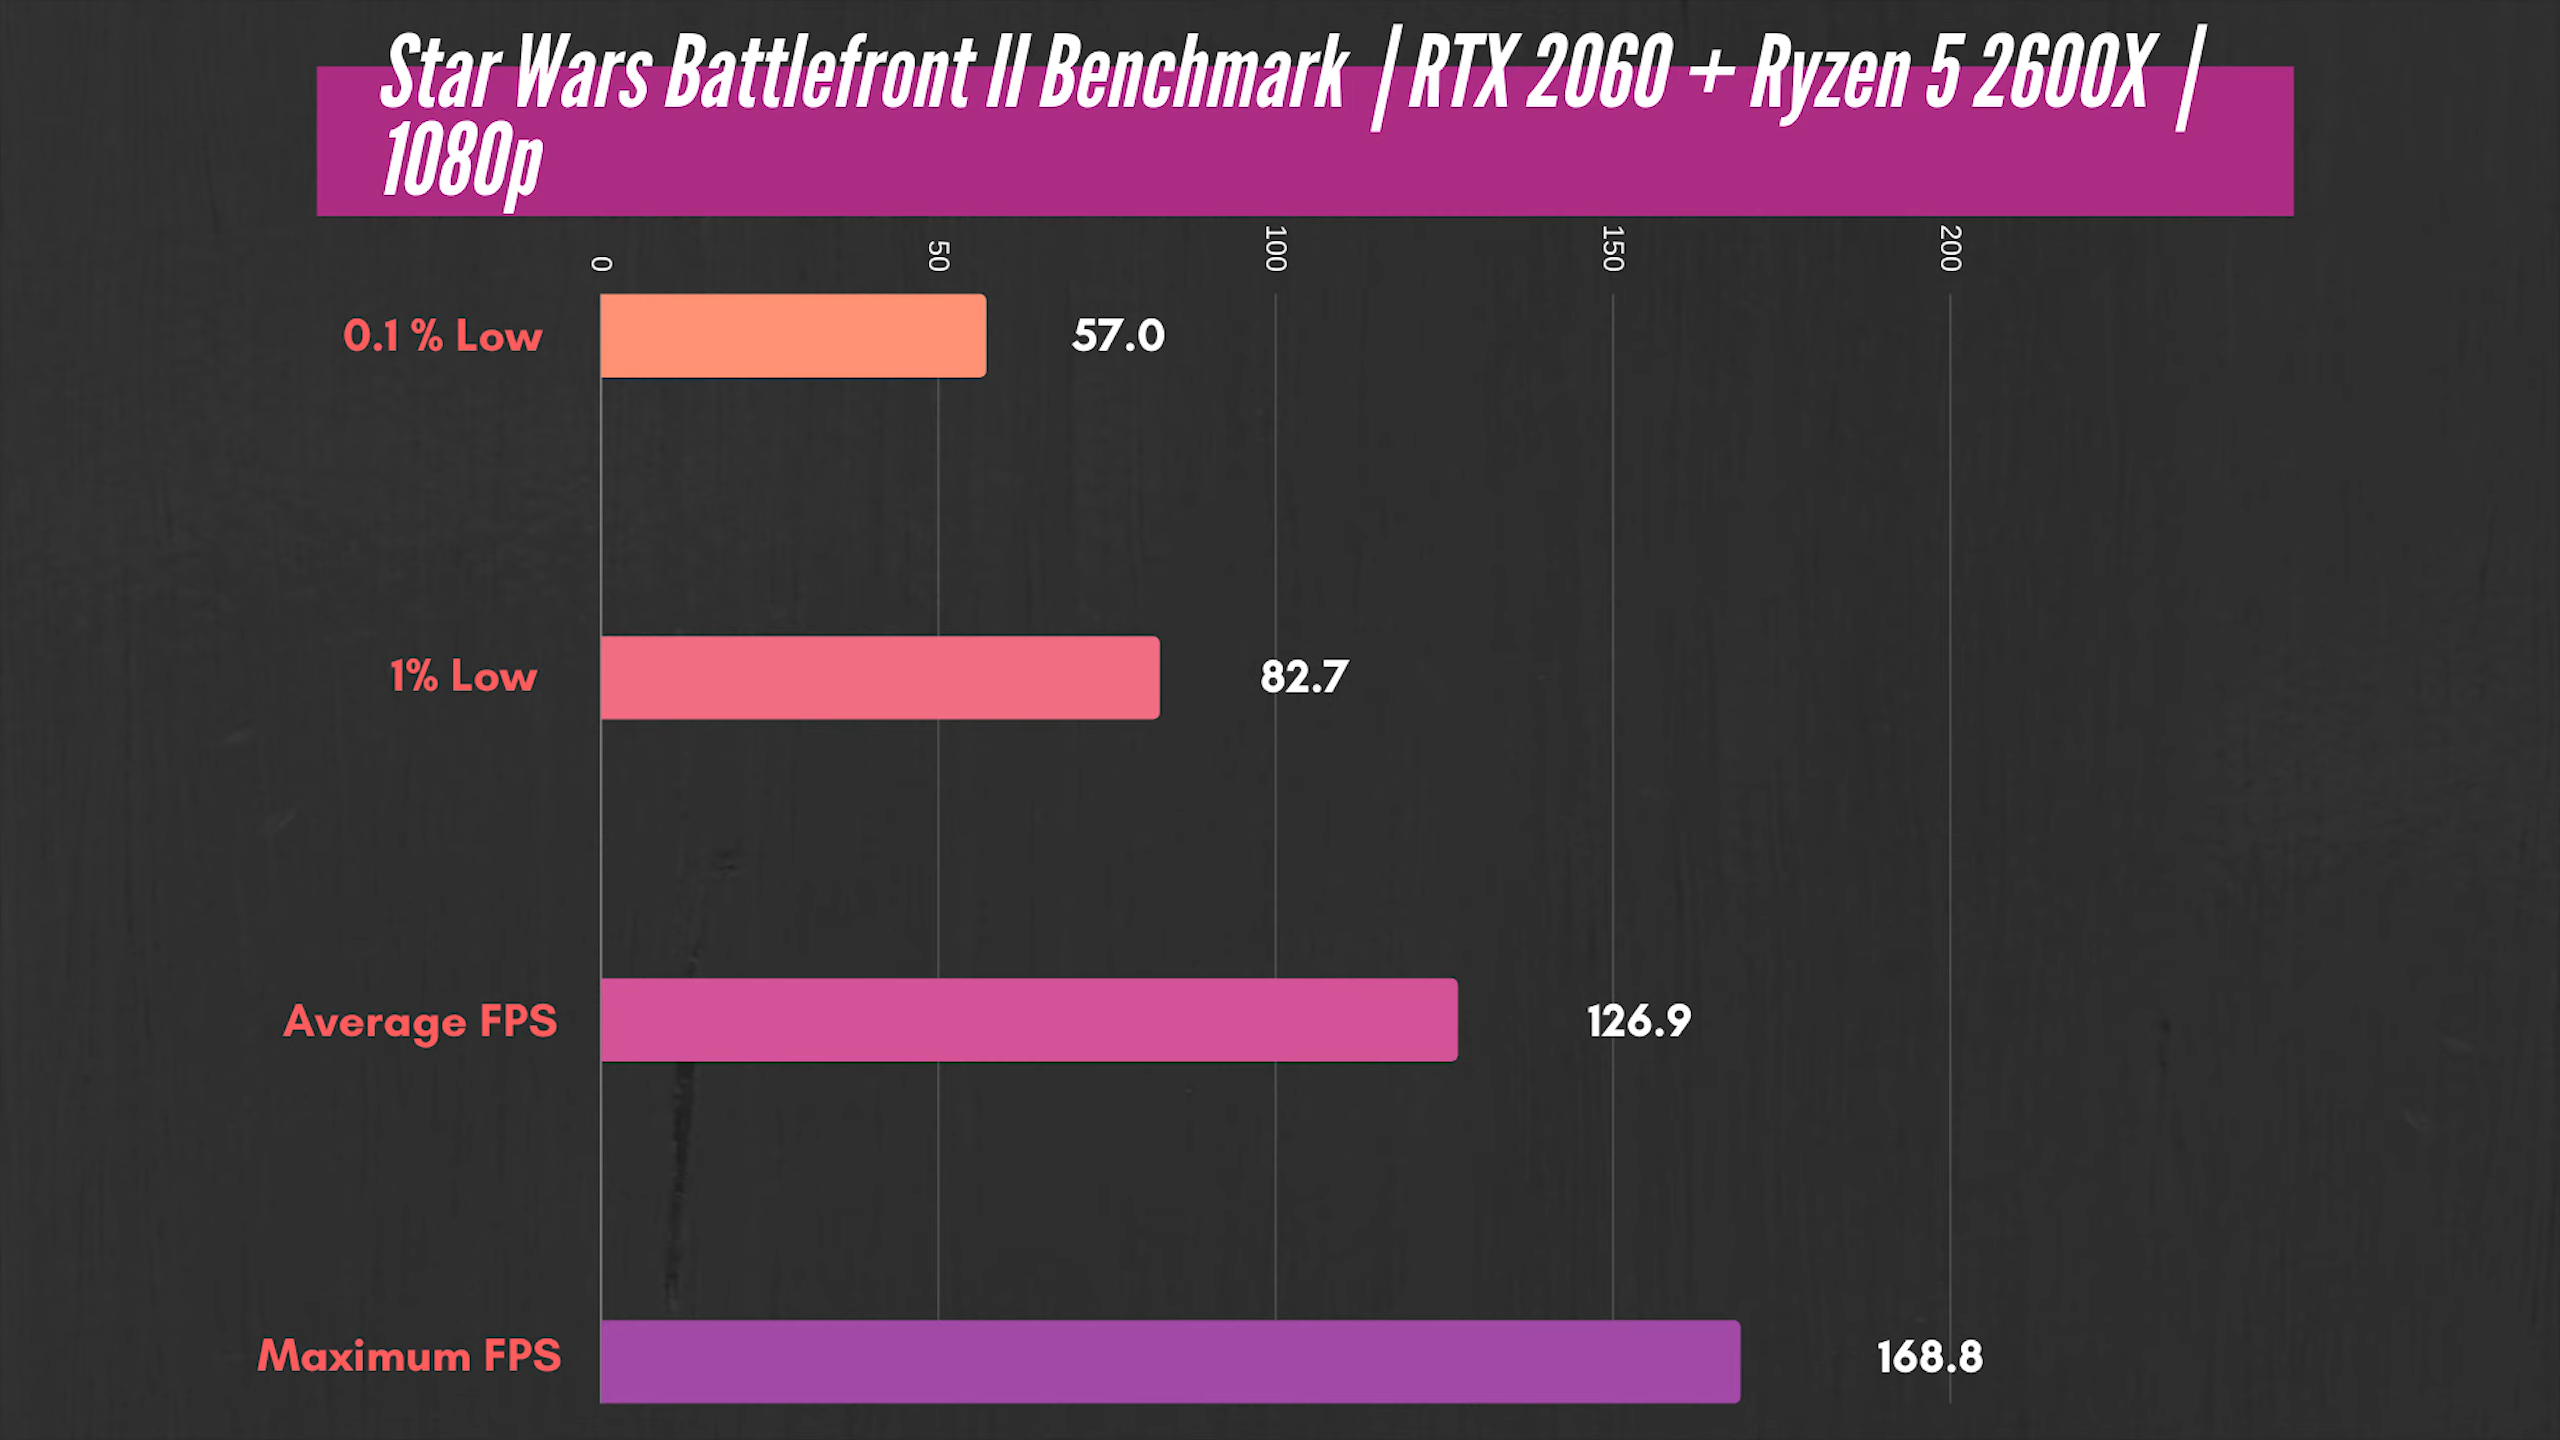 Star Wars Battlefront II Benchmark | RTX 2060 + Ryzen 5 2600X |
1080p
0 50 100 150 200
0.1 % Low 57.0
1% Low 82.7
Average FPS 126.9
Maximum FPS 168.8